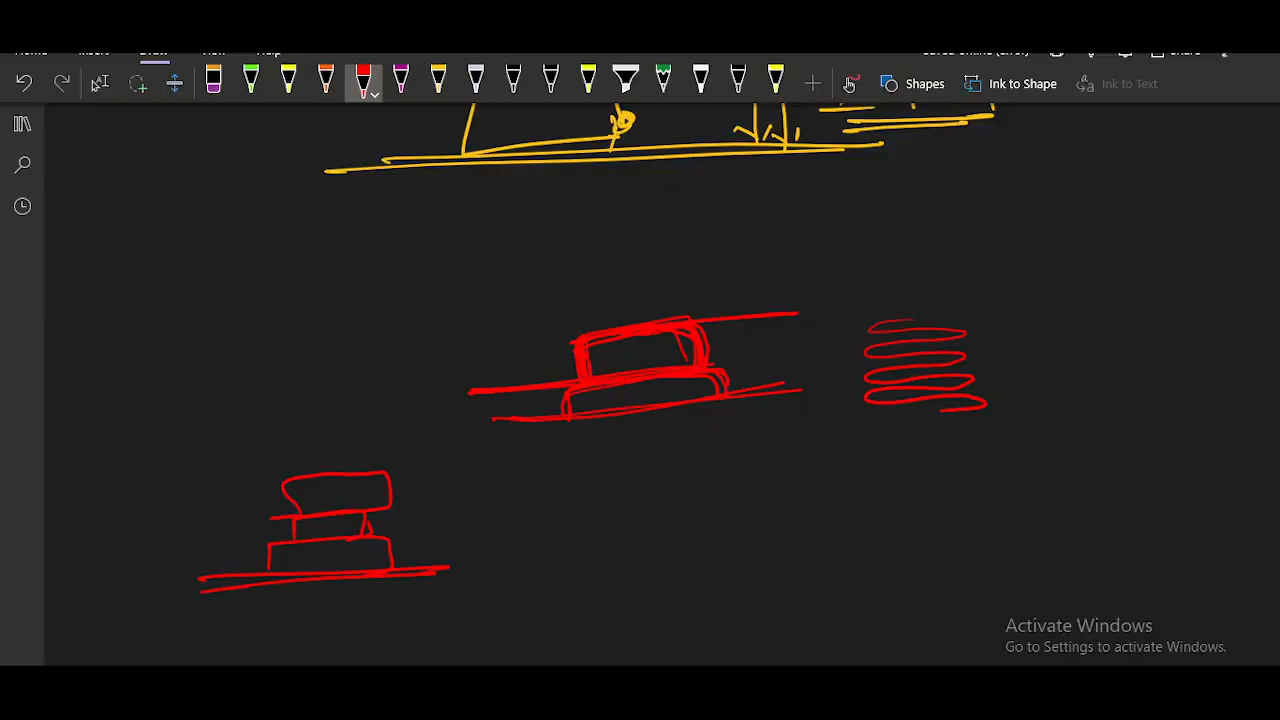 Shapes
Ink to Shape
Ink to Text
Activate Windows
Go to Settings to activate Windows.